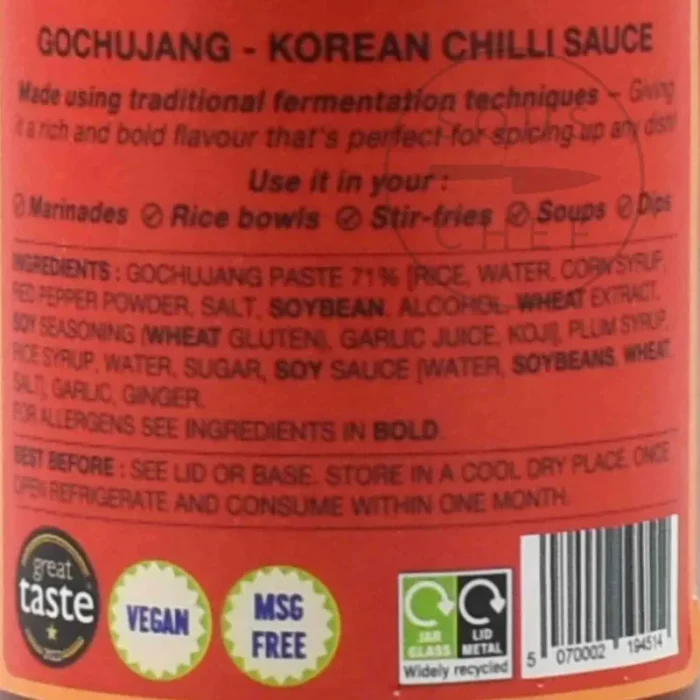 GOCHUJANG - KOREAN CHILLI SAUCE
Made using traditional fermentation techniques – Giving
it a rich and bold flavour that's perfect for spicing up any dish!
Use it in your :
Marinades Rice bowls Stir-fries Soups Dips
SOUS
CHEF
INGREDIENTS : GOCHUJANG PASTE 71% [RICE, WATER, CORN SYRUP,
RED PEPPER POWDER, SALT, SOYBEAN, ALCOHOL, WHEAT EXTRACT,
SOY SEASONING (WHEAT GLUTEN), GARLIC JUICE, KOJI], PLUM SYRUP,
RICE SYRUP, WATER, SUGAR, SOY SAUCE [WATER, SOYBEANS, WHEAT,
SALT], GARLIC, GINGER.
FOR ALLERGENS SEE INGREDIENTS IN BOLD.
BEST BEFORE : SEE LID OR BASE. STORE IN A COOL DRY PLACE. ONCE
OPEN REFRIGERATE AND CONSUME WITHIN ONE MONTH.
great
taste
2022
VEGAN
MSG
FREE
JAR
GLASS
LID
METAL
Widely recycled
5 070002 194514